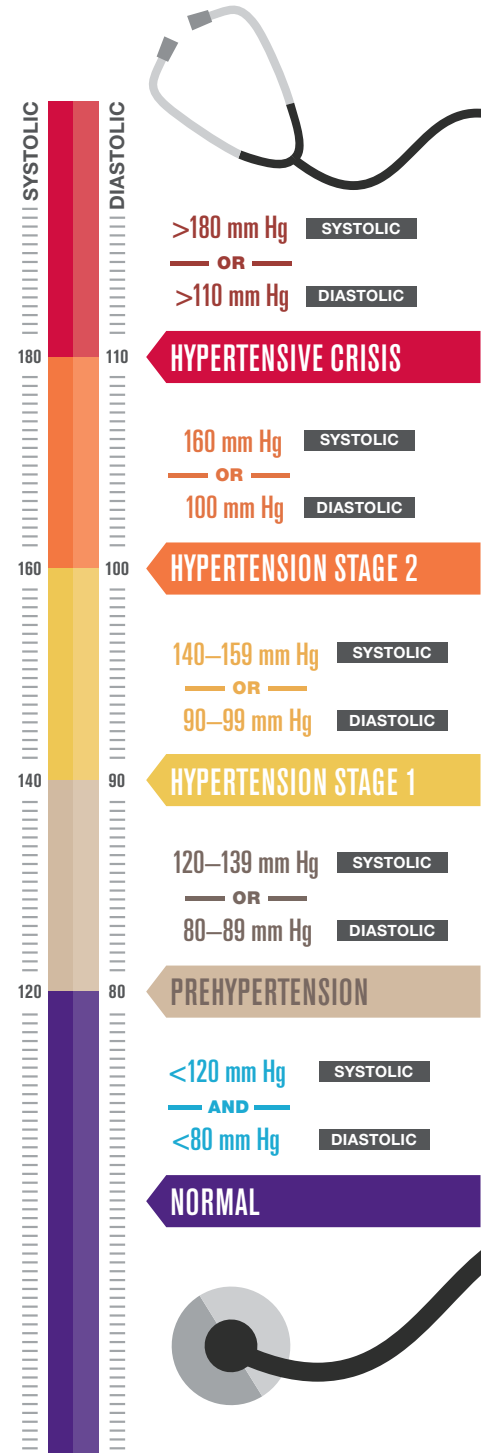 SYSTOLIC
DIASTOLIC
>180 mm Hg SYSTOLIC
OR
>110 mm Hg DIASTOLIC
180 110 HYPERTENSIVE CRISIS
160 mm Hg SYSTOLIC
OR
100 mm Hg DIASTOLIC
160 100 HYPERTENSION STAGE 2
140–159 mm Hg SYSTOLIC
OR
90–99 mm Hg DIASTOLIC
140 90 HYPERTENSION STAGE 1
120–139 mm Hg SYSTOLIC
OR
80–89 mm Hg DIASTOLIC
120 80 PREHYPERTENSION
<120 mm Hg SYSTOLIC
AND
<80 mm Hg DIASTOLIC
NORMAL